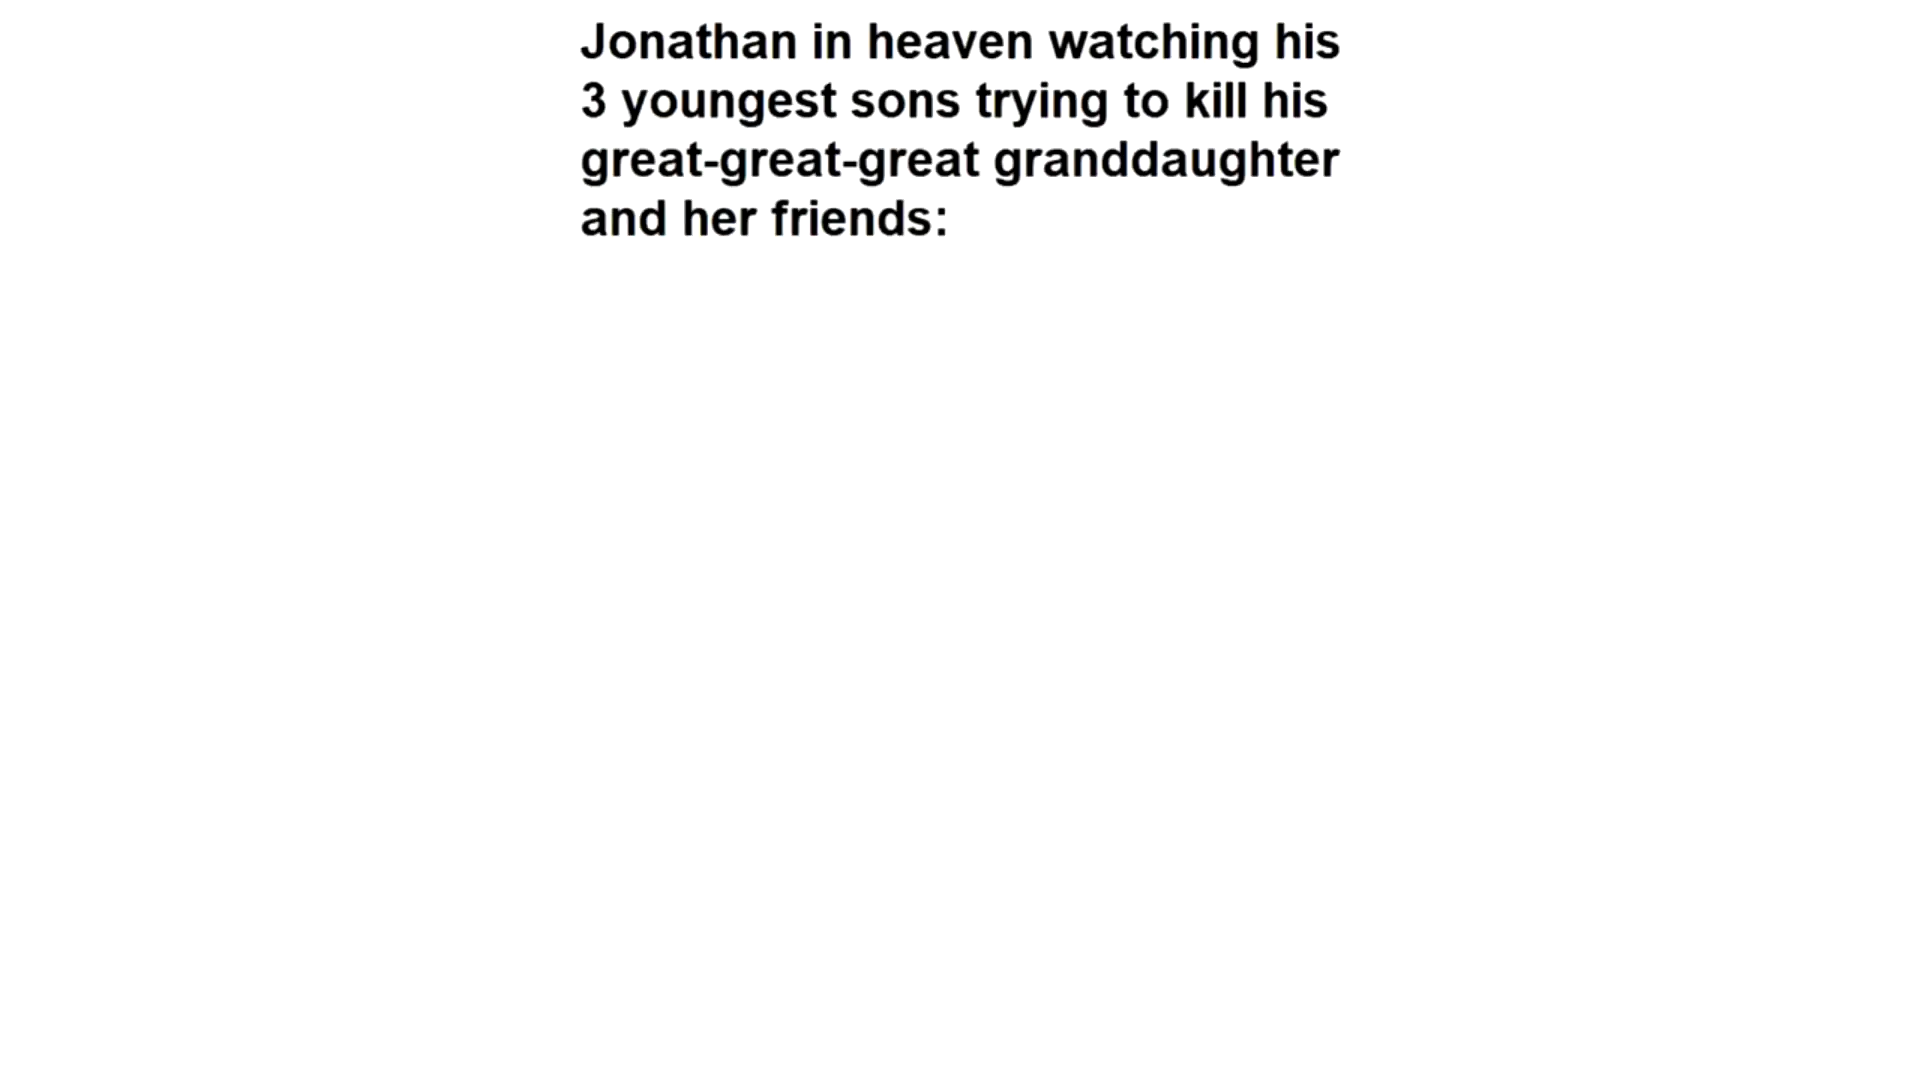 Jonathan in heaven watching his
3 youngest sons trying to kill his
great-great-great granddaughter
and her friends: